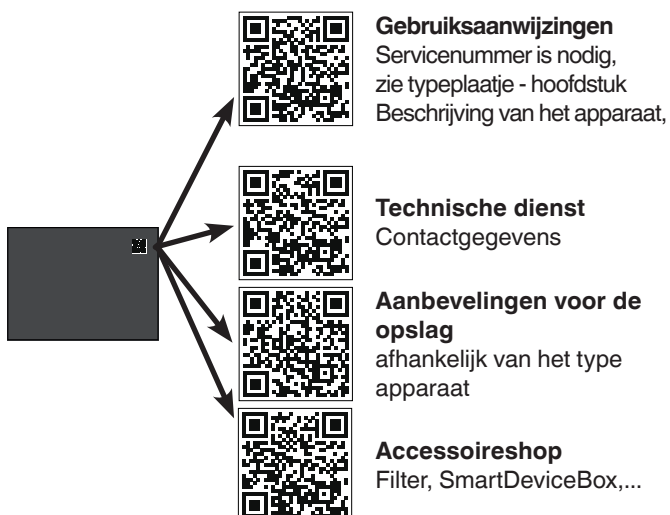 Gebruiksaanwijzingen
Servicenummer is nodig,
zie typeplaatje - hoofdstuk
Beschrijving van het apparaat,
Technische dienst
Contactgegevens
Aanbevelingen voor de
opslag
afhankelijk van het type
apparaat
Accessoireshop
Filter, SmartDeviceBox,...